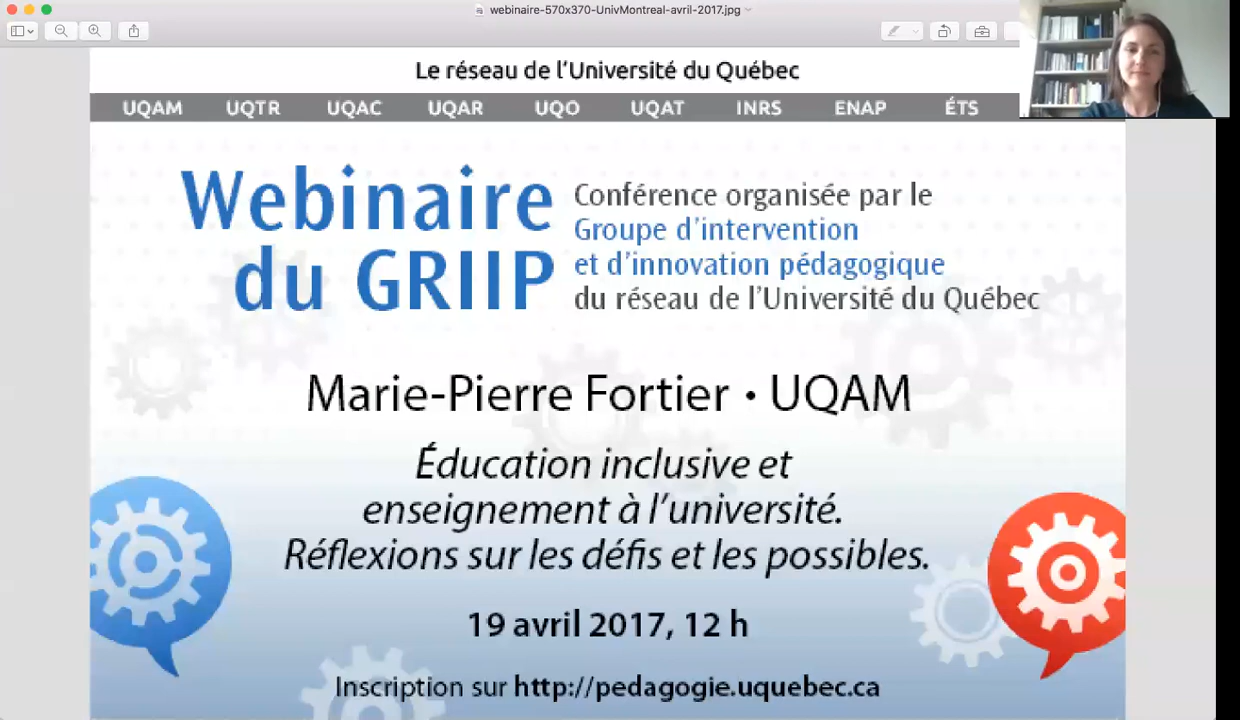 webinaire-570x370-UnivMontreal-avril-2017.jpg
Le réseau de l'Université du Québec
UQAM UQTR UQAC UQAR UQO UQAT INRS ENAP ÉTS
Webinaire
du GRIIP
Conférence organisée par le
Groupe d'intervention
et d'innovation pédagogique
du réseau de l'Université du Québec
Marie-Pierre Fortier • UQAM
Éducation inclusive et
enseignement à l'université.
Réflexions sur les défis et les possibles.
19 avril 2017, 12 h
Inscription sur http://pedagogie.uquebec.ca